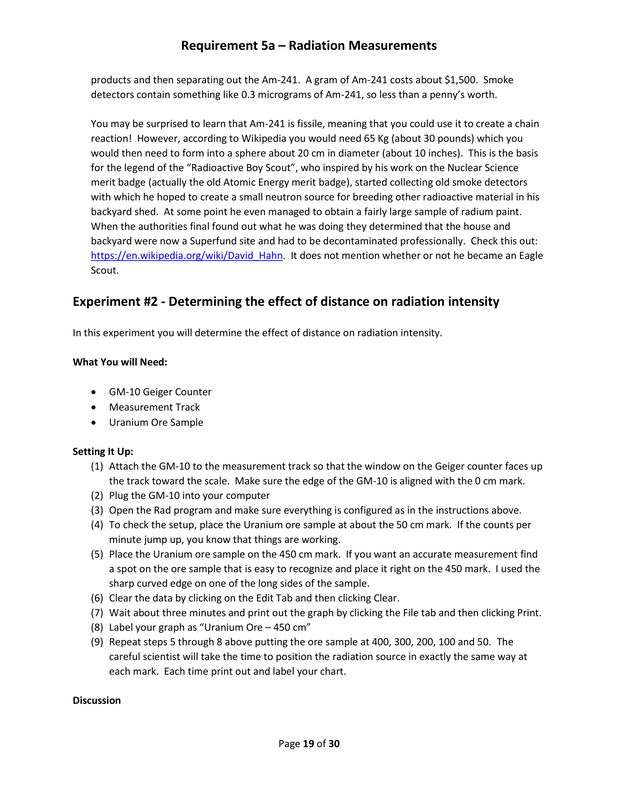 Requirement 5a – Radiation Measurements
products and then separating out the Am-241.  A gram of Am-241 costs about $1,500.  Smoke
detectors contain something like 0.3 micrograms of Am-241, so less than a penny's worth.
You may be surprised to learn that Am-241 is fissile, meaning that you could use it to create a chain
reaction!  However, according to Wikipedia you would need 65 Kg (about 30 pounds) which you
would then need to form into a sphere about 20 cm in diameter (about 10 inches).  This is the basis
for the legend of the “Radioactive Boy Scout”, who inspired by his work on the Nuclear Science
merit badge (actually the old Atomic Energy merit badge), started collecting old smoke detectors
with which he hoped to create a small neutron source for breeding other radioactive material in his
backyard shed.  At some point he even managed to obtain a fairly large sample of radium paint.
When the authorities final found out what he was doing they determined that the house and
backyard were now a Superfund site and had to be decontaminated professionally.  Check this out:
https://en.wikipedia.org/wiki/David_Hahn.  It does not mention whether or not he became an Eagle
Scout.
Experiment #2 - Determining the effect of distance on radiation intensity
In this experiment you will determine the effect of distance on radiation intensity.
What You will Need:
• GM-10 Geiger Counter
• Measurement Track
• Uranium Ore Sample
Setting It Up:
(1) Attach the GM-10 to the measurement track so that the window on the Geiger counter faces up
the track toward the scale.  Make sure the edge of the GM-10 is aligned with the 0 cm mark.
(2) Plug the GM-10 into your computer
(3) Open the Rad program and make sure everything is configured as in the instructions above.
(4) To check the setup, place the Uranium ore sample at about the 50 cm mark.  If the counts per
minute jump up, you know that things are working.
(5) Place the Uranium ore sample on the 450 cm mark.  If you want an accurate measurement find
a spot on the ore sample that is easy to recognize and place it right on the 450 mark.  I used the
sharp curved edge on one of the long sides of the sample.
(6) Clear the data by clicking on the Edit Tab and then clicking Clear.
(7) Wait about three minutes and print out the graph by clicking the File tab and then clicking Print.
(8) Label your graph as “Uranium Ore – 450 cm”
(9) Repeat steps 5 through 8 above putting the ore sample at 400, 300, 200, 100 and 50.  The
careful scientist will take the time to position the radiation source in exactly the same way at
each mark.  Each time print out and label your chart.
Discussion
Page 19 of 30